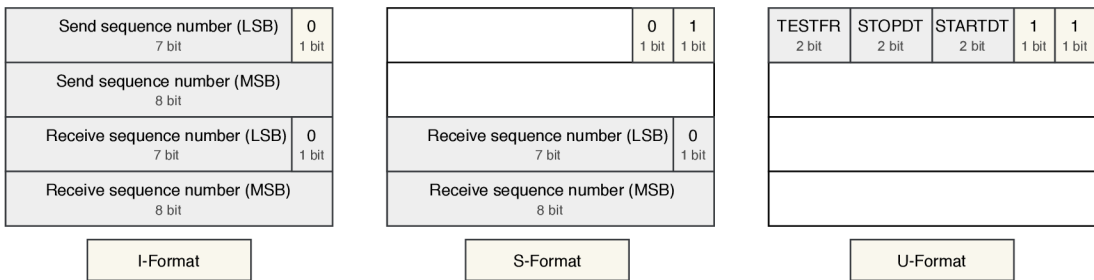 Send sequence number (LSB) 0
7 bit 1 bit
Send sequence number (MSB)
8 bit
Receive sequence number (LSB) 0
7 bit 1 bit
Receive sequence number (MSB)
8 bit
I-Format
0 1
1 bit 1 bit
Receive sequence number (LSB) 0
7 bit 1 bit
Receive sequence number (MSB)
8 bit
S-Format
TESTFR STOPDT STARTDT 1 1
2 bit 2 bit 2 bit 1 bit 1 bit
U-Format